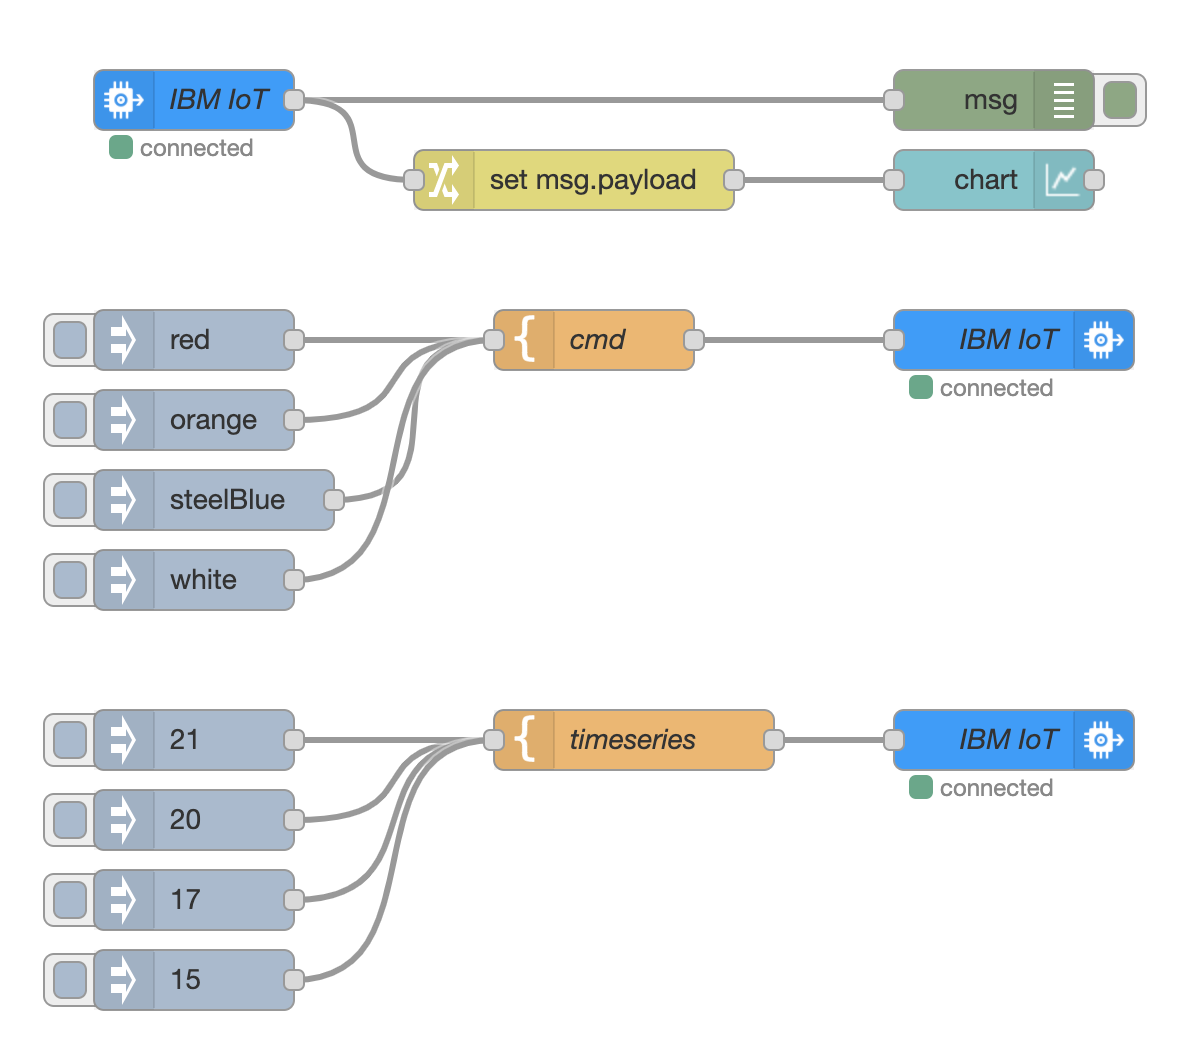 IBM IoT
msg
connected
set msg.payload
chart
red
cmd
IBM IoT
connected
orange
steelBlue
white
21
timeseries
IBM IoT
connected
20
17
15